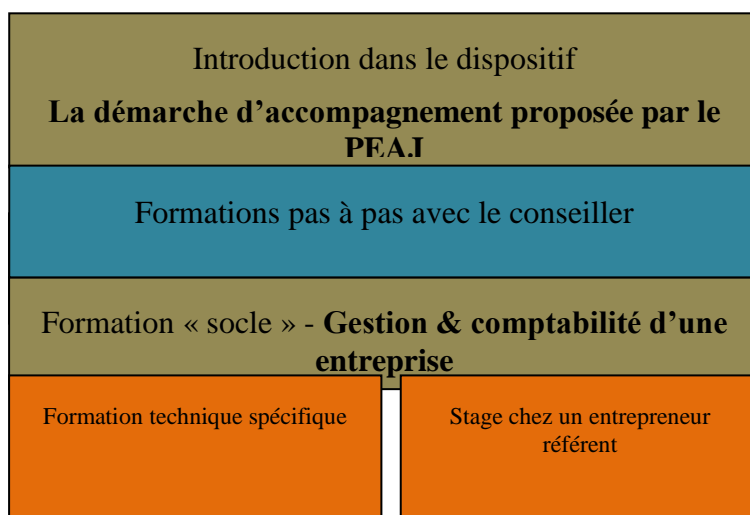 Introduction dans le dispositif
La démarche d’accompagnement proposée par le
PEAJ
Formations pas à pas avec le conseiller
Formation « socle » - Gestion & comptabilité d’une
entreprise
Formation technique spécifique
Stage chez un entrepreneur
référent